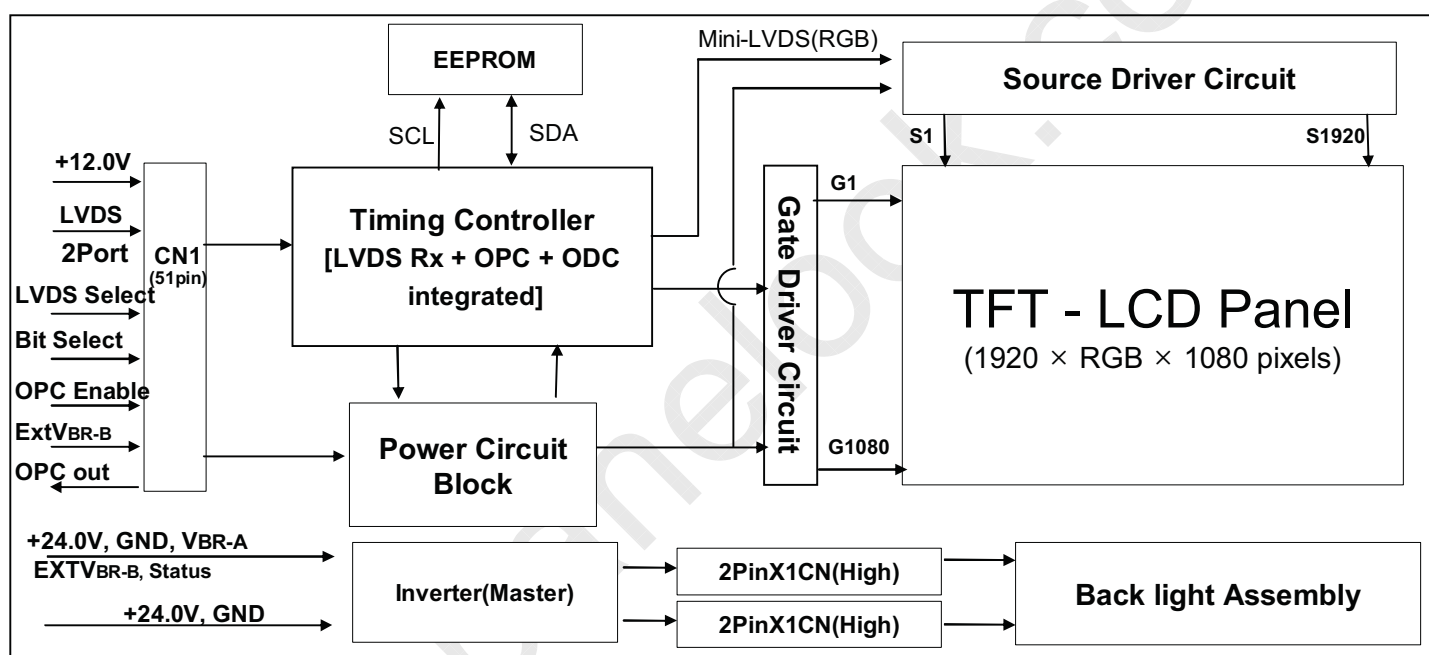 Mini-LVDS(RGB)
EEPROM
Source Driver Circuit
SCL
SDA
S1
S1920
+12.0V
LVDS
2Port
LVDS Select
Bit Select
OPC Enable
ExtVBR-B
OPC out
CN1
(51pin)
Timing Controller
[LVDS Rx + OPC + ODC
integrated]
Power Circuit
Block
Gate Driver Circuit
G1
G1080
TFT - LCD Panel
(1920 × RGB × 1080 pixels)
+24.0V, GND, VBR-A
EXTVBR-B, Status
+24.0V, GND
Inverter(Master)
2PinX1CN(High)
2PinX1CN(High)
Back light Assembly